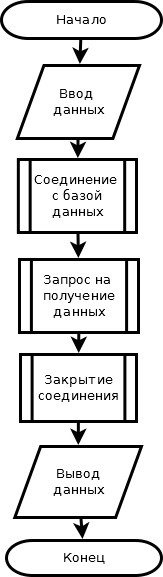 Начало
Ввод
данных
Соединение
с базой
данных
Запрос на
получение
данных
Закрытие
соединения
Вывод
данных
Конец